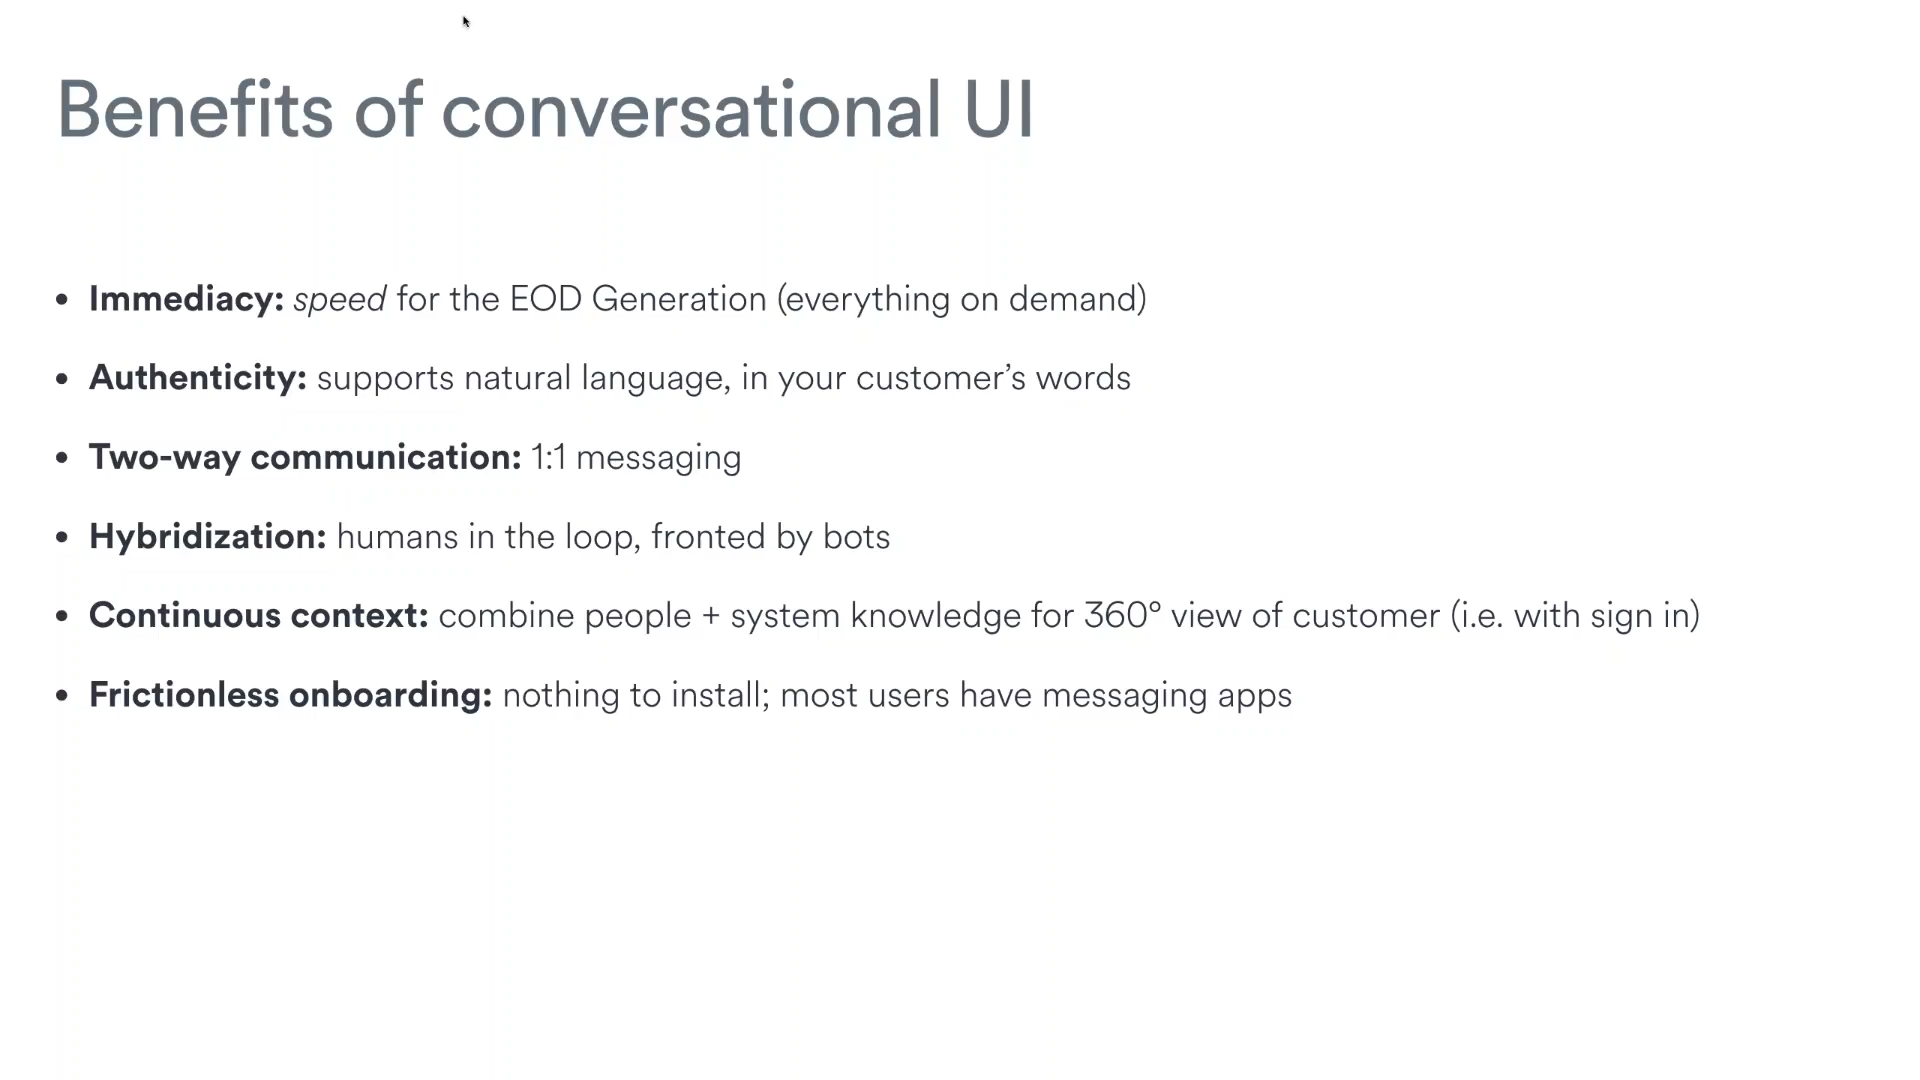 Benefits of conversational UI
• Immediacy: speed for the EOD Generation (everything on demand)
• Authenticity: supports natural language, in your customer’s words
• Two-way communication: 1:1 messaging
• Hybridization: humans in the loop, fronted by bots
• Continuous context: combine people + system knowledge for 360° view of customer (i.e. with sign in)
• Frictionless onboarding: nothing to install; most users have messaging apps